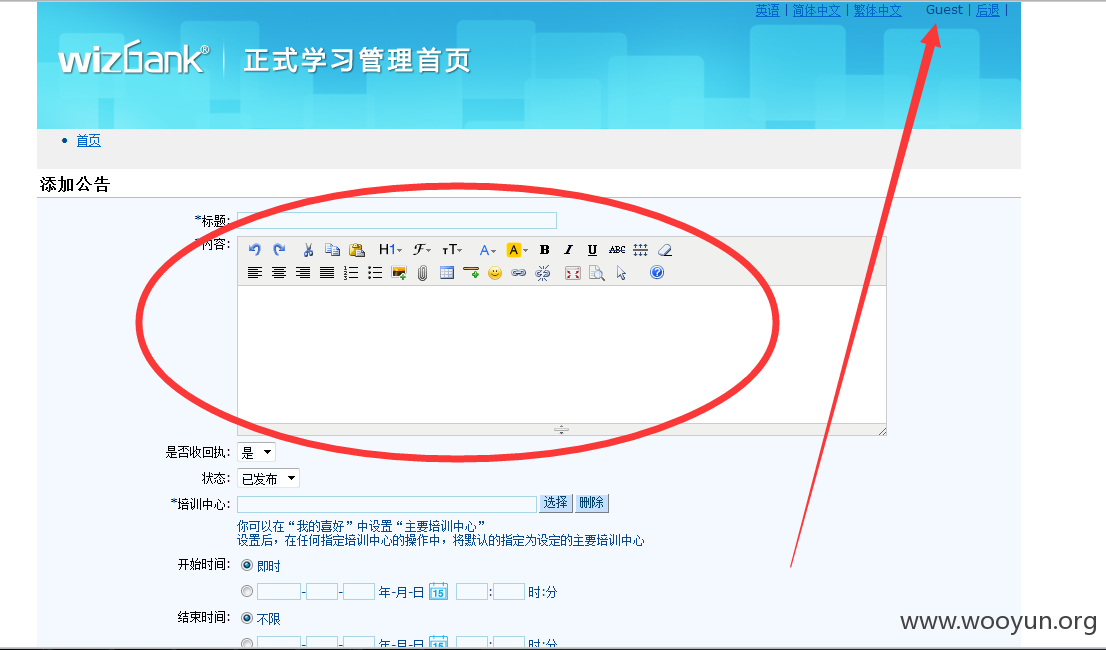 英语 | 简体中文 | 繁体中文 Guest | 后退 |
wizbank® 正式学习管理首页
• 首页
添加公告
*标题:
*内容:
H1 F TT A A B I U ABC
是否收回执: 是
状态: 已发布
*培训中心: 选择 删除
你可以在“我的喜好”中设置“主要培训中心”
设置后，在任何指定培训中心的操作中，将默认的指定为设定的主要培训中心
开始时间: 即时
- - 年-月-日 15 : 时:分
结束时间: 不限
- - 年-月-日 15 : 时:分
www.wooyun.org